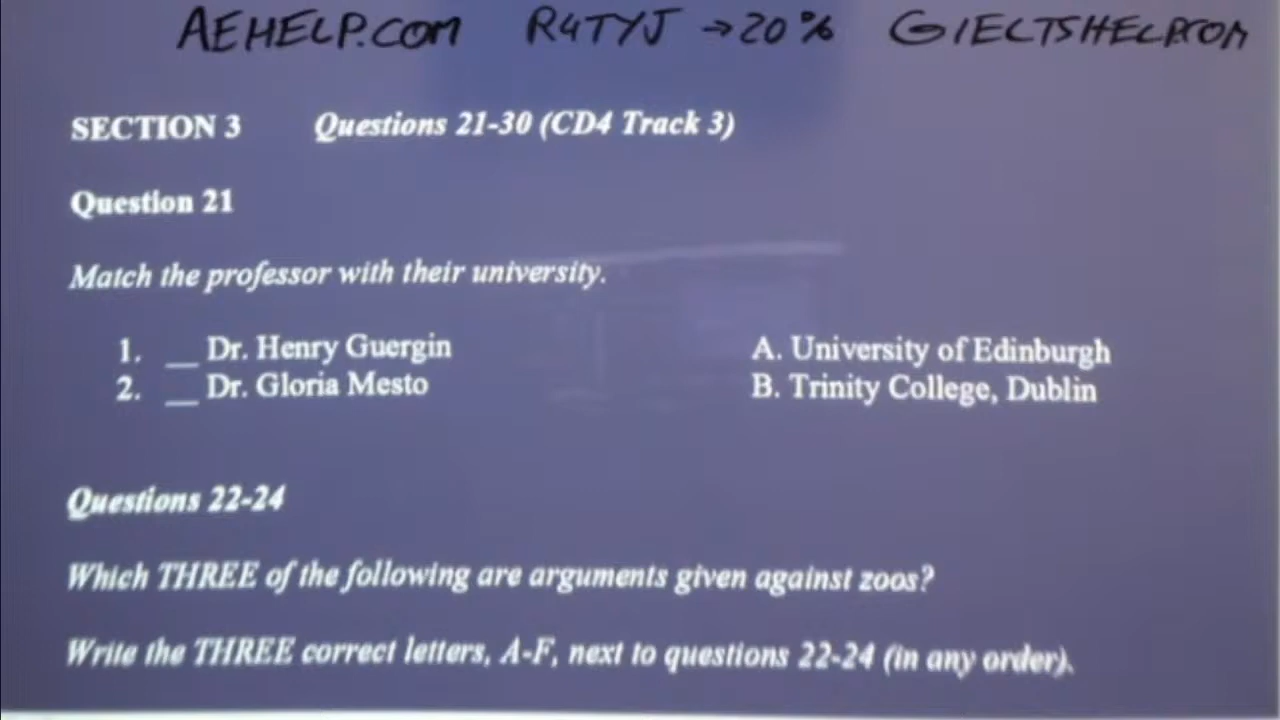 AEHELP.COM R4TYJ →20% GIELTSHELP.COM
SECTION 3 Questions 21-30 (CD4 Track 3)
Question 21
Match the professor with their university.
1. __ Dr. Henry Guergin A. University of Edinburgh
2. __ Dr. Gloria Mesto B. Trinity College, Dublin
Questions 22-24
Which THREE of the following are arguments given against zoos?
Write the THREE correct letters, A-F, next to questions 22-24 (in any order).